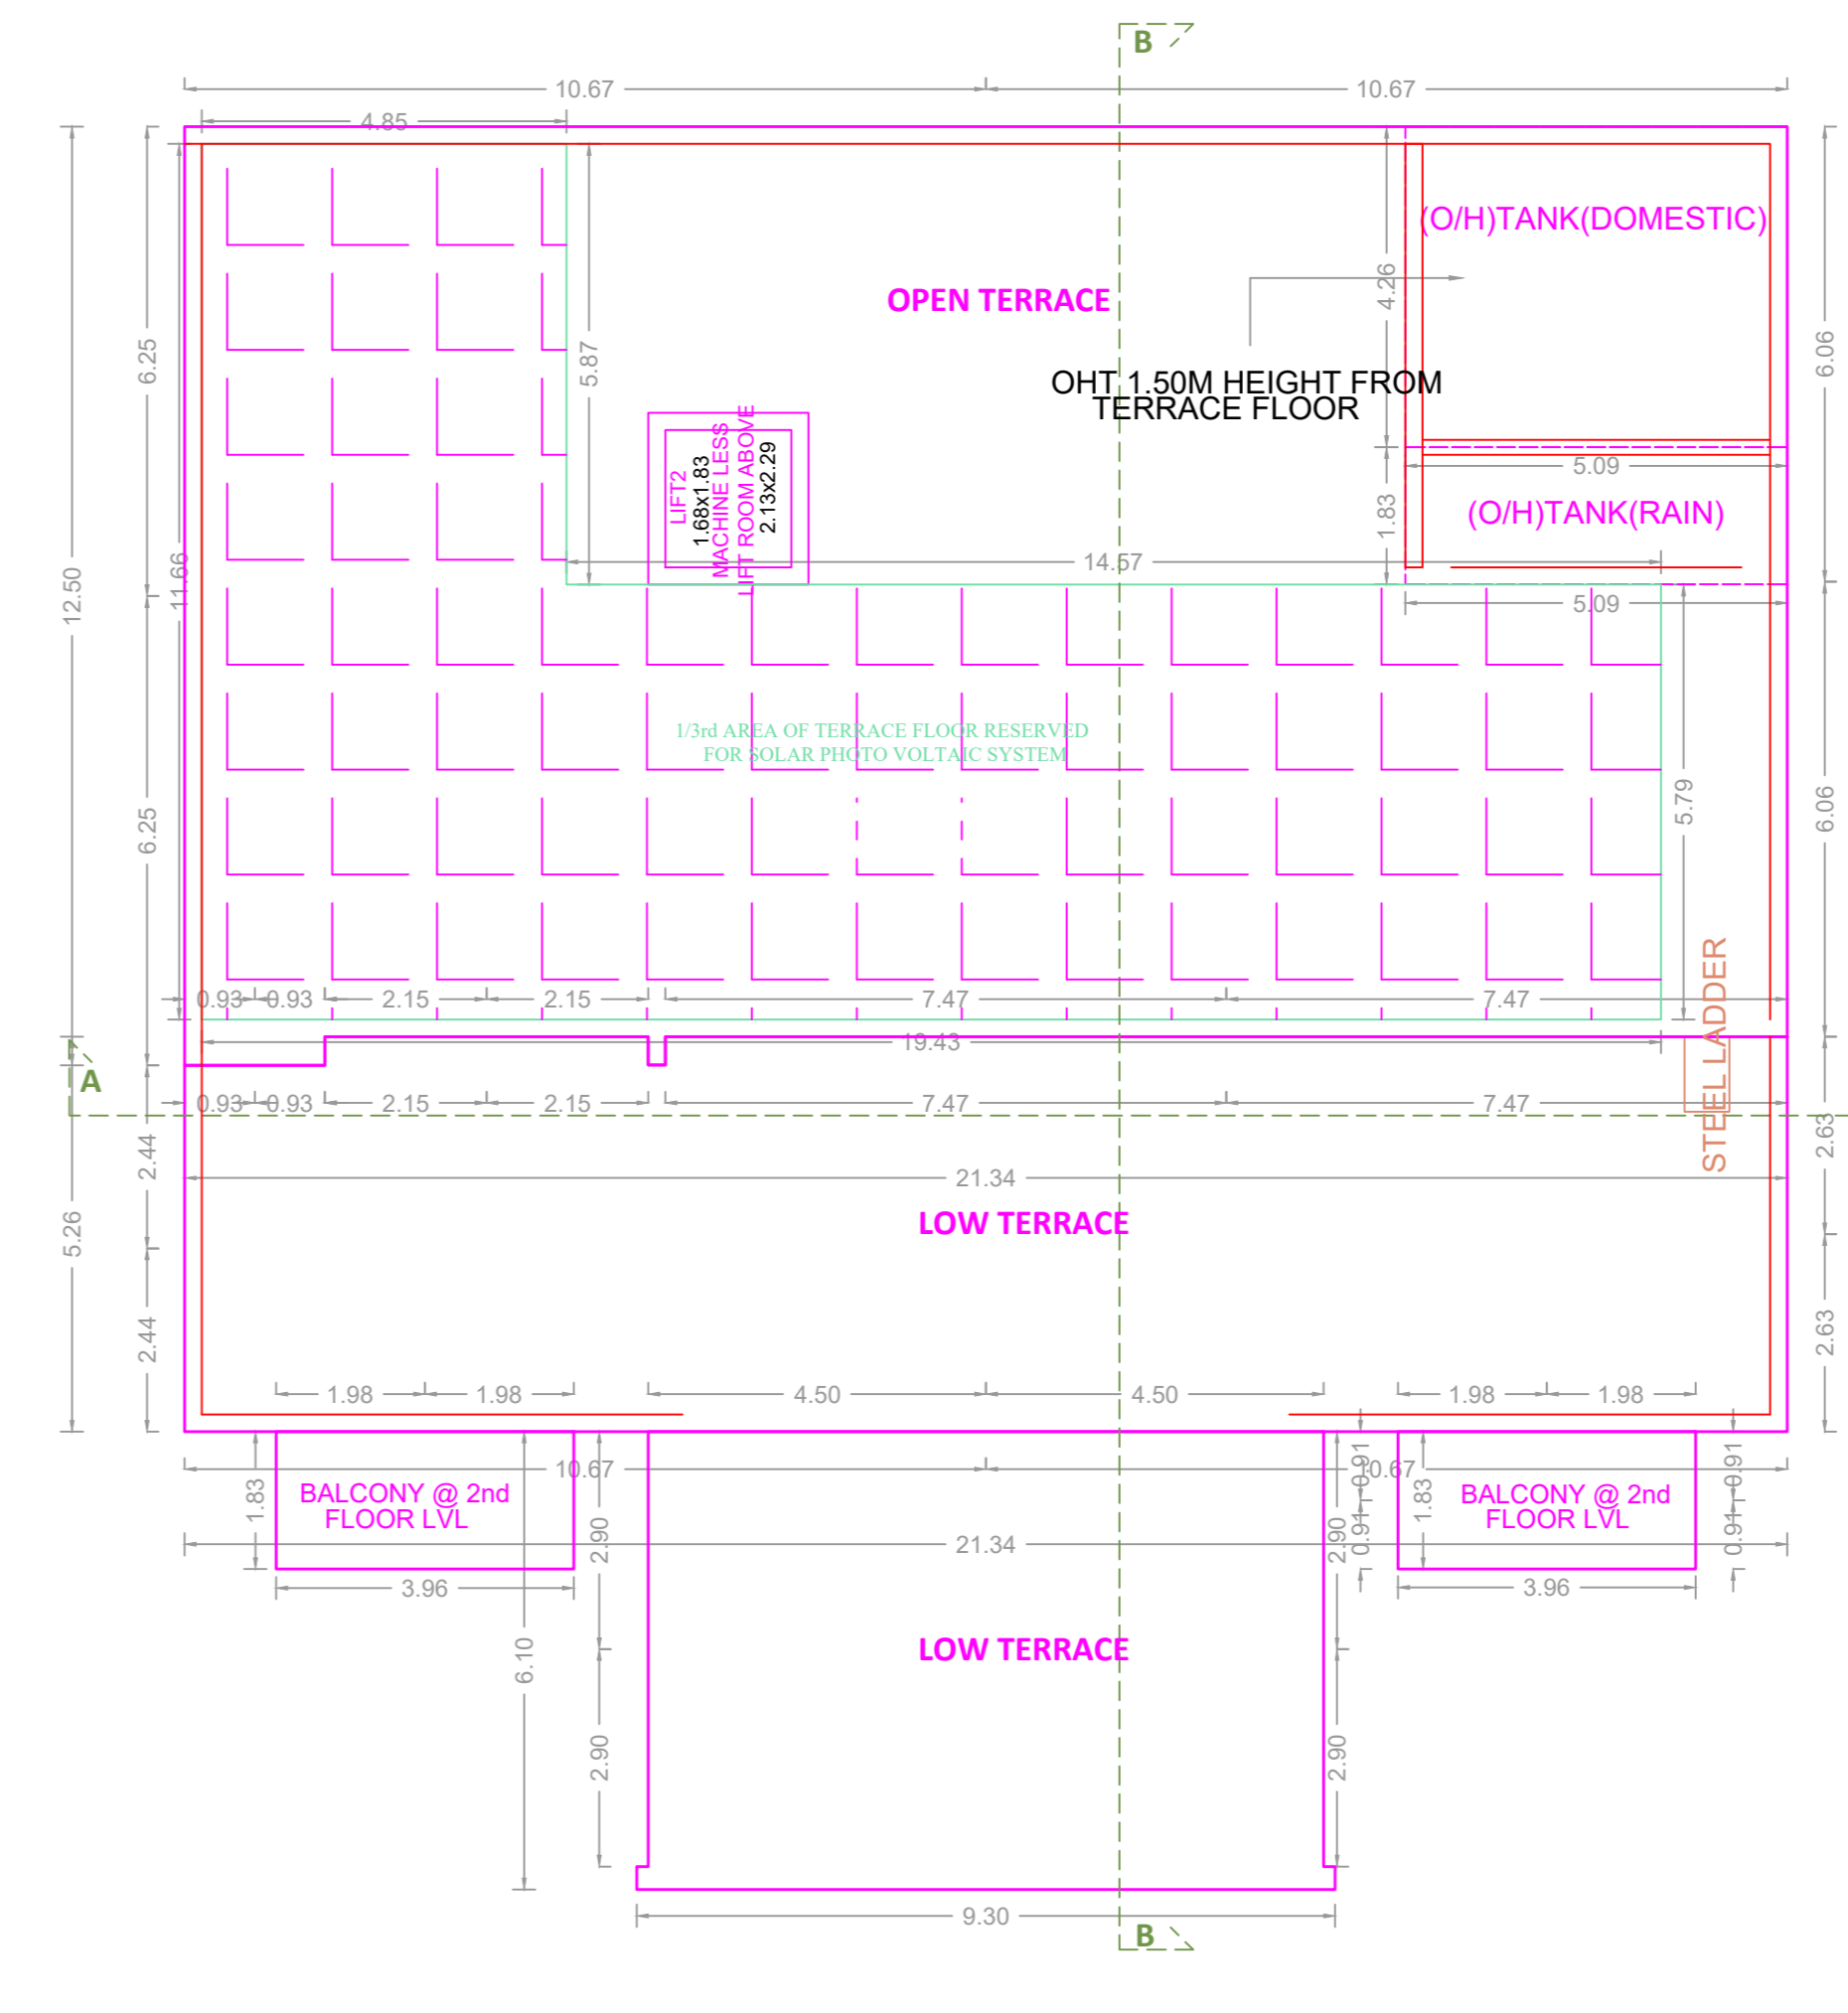 B
10.67
10.67
4.85
(O/H)TANK(DOMESTIC)
4.26
OPEN TERRACE
6.25
5.87
6.06
OHT 1.50M HEIGHT FROM
TERRACE FLOOR
5.09
LIFT2
1.68x1.83
MACHINE LESS
LIFT ROOM ABOVE
2.13x2.29
1.83
(O/H)TANK(RAIN)
14.57
12.50
11.66
5.09
1/3rd AREA OF TERRACE FLOOR RESERVED
FOR SOLAR PHOTO VOLTAIC SYSTEM
6.25
5.79
6.06
0.93
0.93
2.15
2.15
7.47
7.47
STEEL LADDER
19.43
A
0.93
0.93
2.15
2.15
7.47
7.47
2.44
2.63
21.34
5.26
LOW TERRACE
2.44
2.63
1.98
1.98
4.50
4.50
1.98
1.98
10.67
10.67
0.91
0.91
BALCONY @ 2nd
FLOOR LVL
1.83
BALCONY @ 2nd
FLOOR LVL
1.83
2.90
21.34
2.90
0.91
0.91
3.96
3.96
6.10
LOW TERRACE
2.90
2.90
9.30
B